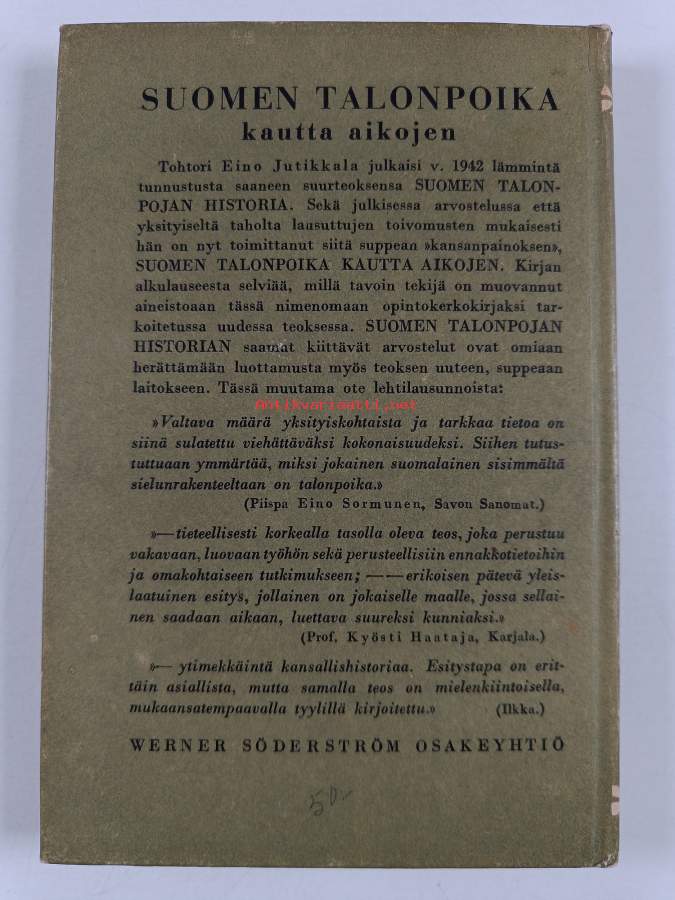 SUOMEN TALONPOIKA
kautta aikojen
Tohtori Eino Jutikkala julkaisi v. 1942 lämmintä
tunnustusta saaneen suurteoksensa SUOMEN TALON-
POJAN HISTORIA. Sekä julkisessa arvostelussa että
yksityiseltä taholta lausuttujen toivomusten mukaisesti
hän on nyt toimittanut siitä suppean »kansanpainoksen»,
SUOMEN TALONPOIKA KAUTTA AIKOJEN. Kirjan
alkulauseesta selviää, millä tavoin tekijä on muovannut
aineistoaan tässä nimenomaan opintokerkokirjaksi tar-
koitetussa uudessa teoksessa. SUOMEN TALONPOJAN
HISTORIAN saamat kiittävät arvostelut ovat omiaan
herättämään luottamusta myös teoksen uuteen, suppeaan
laitokseen. Tässä muutama ote lehtilausunnoista:
Antikvariaatti.net
»Valtava määrä yksityiskohtaista ja tarkkaa tietoa on
siinä sulatettu viehättäväksi kokonaisuudeksi. Siihen tutus-
tuttuaan ymmärtää, miksi jokainen suomalainen sisimmältä
sielunrakenteeltaan on talonpoika.»
(Piispa Eino Sormunen, Savon Sanomat.)
»— tieteellisesti korkealla tasolla oleva teos, joka perustuu
vakavaan, luovaan työhön sekä perusteellisiin ennakkotietoihin
ja omakohtaiseen tutkimukseen; — — erikoisen pätevä yleis-
laatuinen esitys, jollainen on jokaiselle maalle, jossa sellai-
nen saadaan aikaan, luettava suureksi kunniaksi.»
(Prof. Kyösti Haataja, Karjala.)
»— ytimekkäintä kansallishistoriaa. Esitystapa on erit-
täin asiallista, mutta samalla teos on mielenkiintoisella,
mukaansatempaavalla tyylillä kirjoitettu.» (Ilkka.)
WERNER SÖDERSTRÖM OSAKEYHTIÖ
50.-